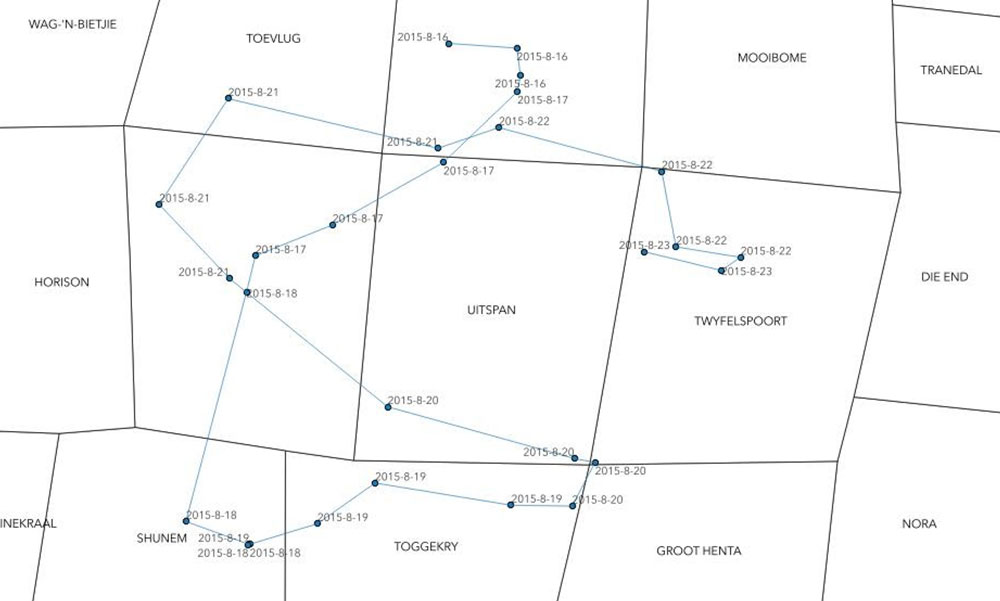 WAG-'N-BIETJIE
TOEVLUG
2015-8-16
2015-8-16
MOOIBOME
TRANEDAL
2015-8-16
2015-8-21
2015-8-17
2015-8-22
2015-8-21
2015-8-22
2015-8-17
2015-8-21
2015-8-17
2015-8-22
2015-8-23
2015-8-17
2015-8-22
2015-8-21
2015-8-23
DIE END
HORISON
2015-8-18
UITSPAN
TWYFELSPOORT
2015-8-20
2015-8-20
2015-8-20
2015-8-19
2015-8-19
2015-8-20
2015-8-18
2015-8-19
INEKRAAL
NORA
SHUNEM
2015-8-19
TOGGEKRY
GROOT HENTA
2015-8-18
2015-8-18